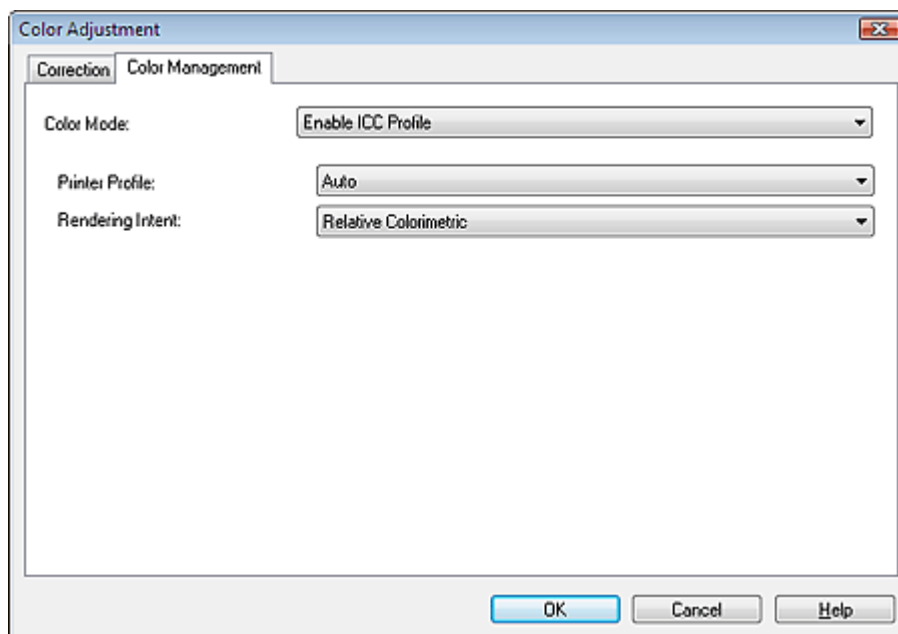 Color Adjustment
Correction Color Management
Color Mode: Enable ICC Profile
Printer Profile: Auto
Rendering Intent: Relative Colorimetric
OK Cancel Help